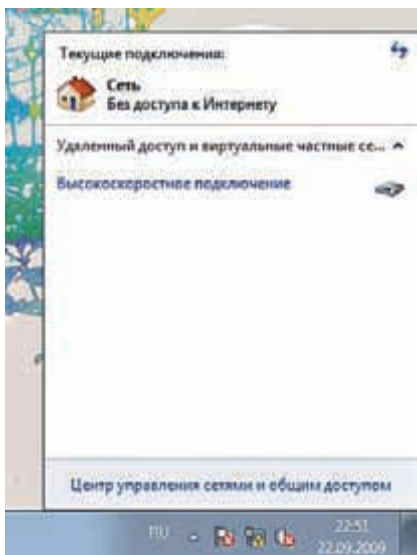 Текущие подключения:
Сеть
Без доступа к Интернету
Удаленный доступ и виртуальные частные се...
Высокоскоростное подключение
Центр управления сетями и общим доступом
RU
22:51
22.09.2009